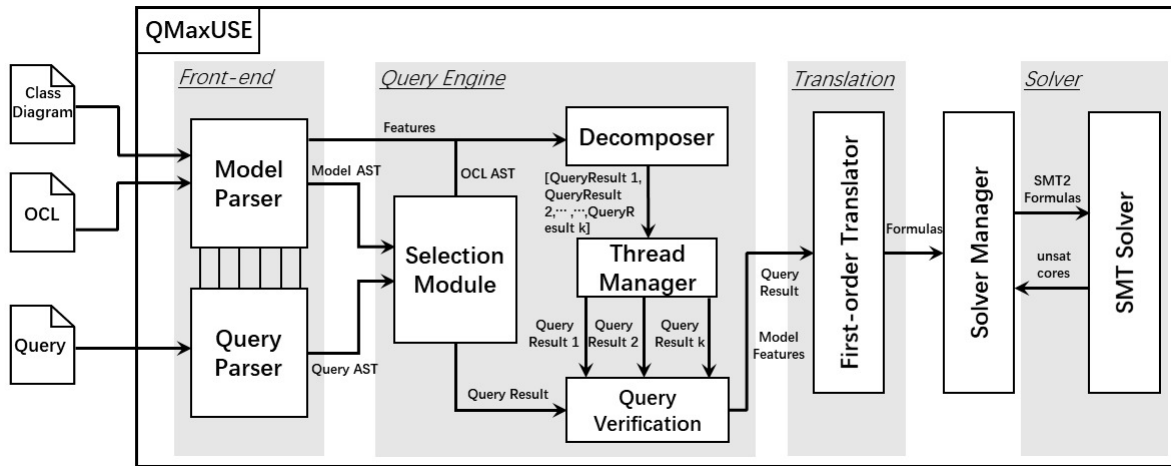 QMaxUSE
Front-end
Query Engine
Translation
Solver
Class
Diagram
OCL
Query
Model
Parser
Query
Parser
Features
Model AST
OCL AST
Query AST
Selection
Module
Query Result
Decomposer
[QueryResult 1,
QueryResult
2,··· ,···,QueryR
esult k]
Thread
Manager
Query
Result 1
Query
Result 2
Query
Result k
Query
Verification
Query
Result
Model
Features
First-order Translator
Formulas
Solver Manager
SMT2
Formulas
unsat
cores
SMT Solver